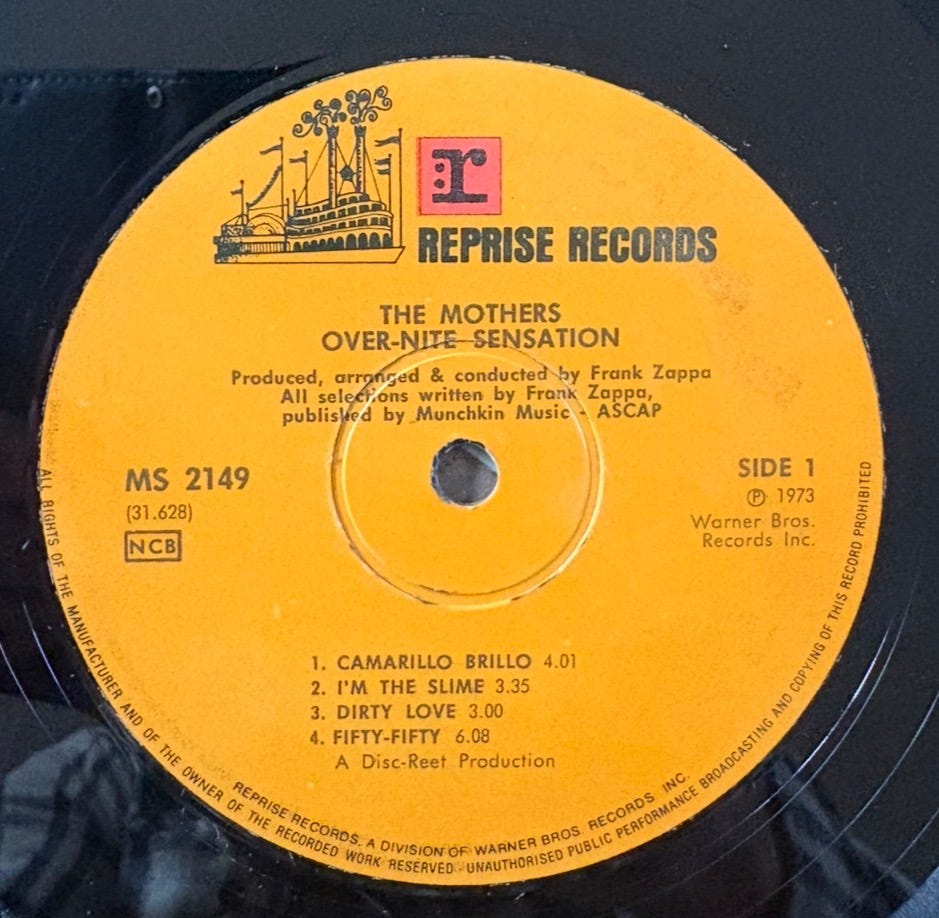 :r
REPRISE RECORDS
THE MOTHERS
OVER-NITE SENSATION
Produced, arranged & conducted by Frank Zappa
All selections written by Frank Zappa,
published by Munchkin Music - ASCAP
MS 2149
(31.628)
NCB
SIDE 1
Ⓟ 1973
Warner Bros.
Records Inc.
1. CAMARILLO BRILLO 4.01
2. I'M THE SLIME 3.35
3. DIRTY LOVE 3.00
4. FIFTY-FIFTY 6.08
A Disc-Reet Production
REPRISE RECORDS, A DIVISION OF WARNER BROS. RECORDS INC.
ALL RIGHTS OF THE MANUFACTURER AND OF THE OWNER OF THE RECORDED WORK RESERVED - UNAUTHORISED PUBLIC PERFORMANCE BROADCASTING AND COPYING OF THIS RECORD PROHIBITED